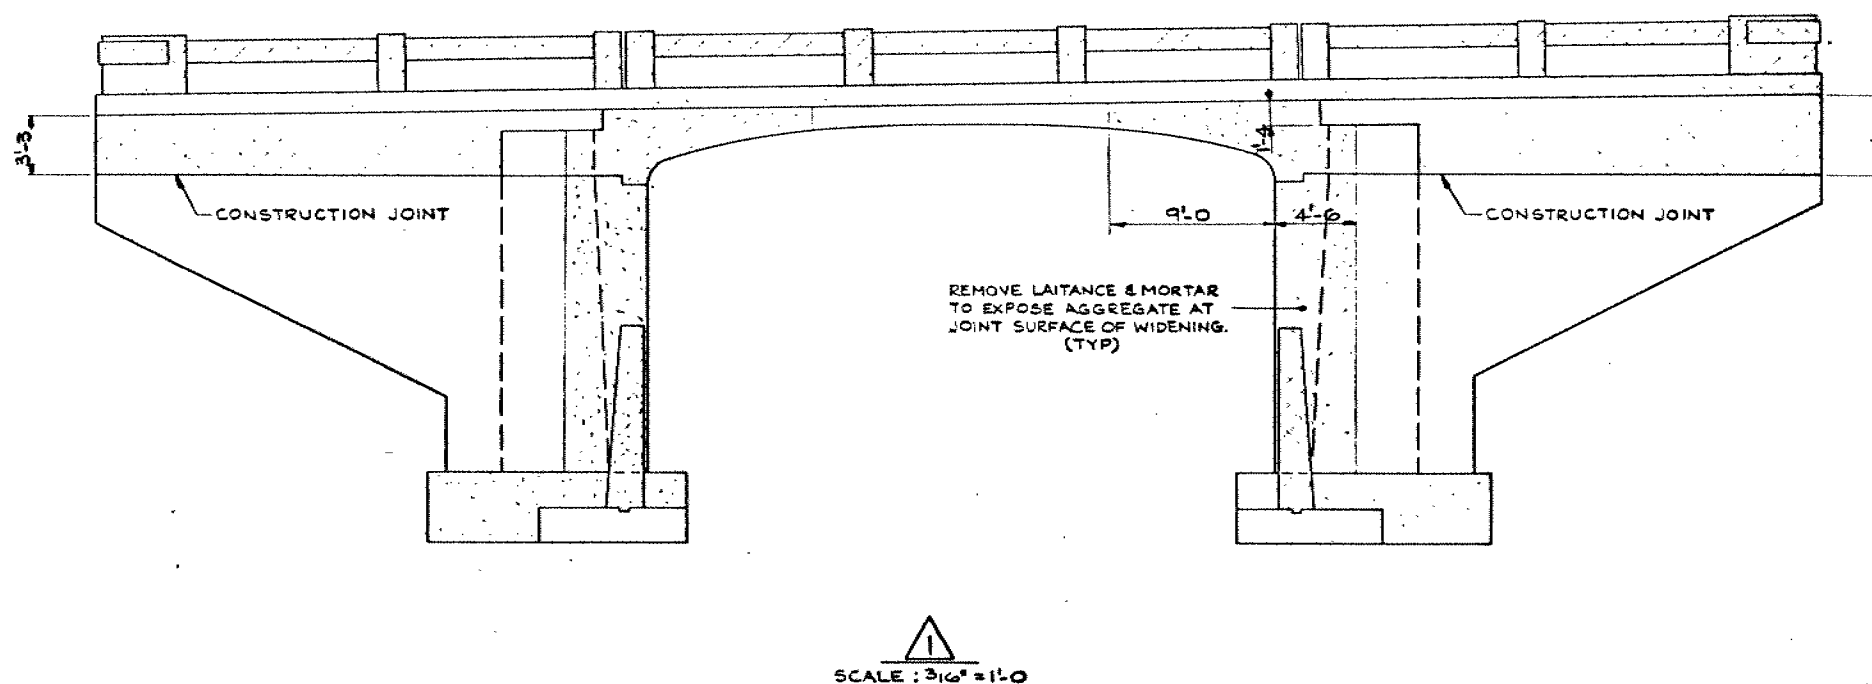 3'-3
1'-4
CONSTRUCTION JOINT
9'-0
4'-6
CONSTRUCTION JOINT
REMOVE LAITANCE & MORTAR
TO EXPOSE AGGREGATE AT
JOINT SURFACE OF WIDENING.
(TYP)
1
SCALE : 3/16" = 1'-0